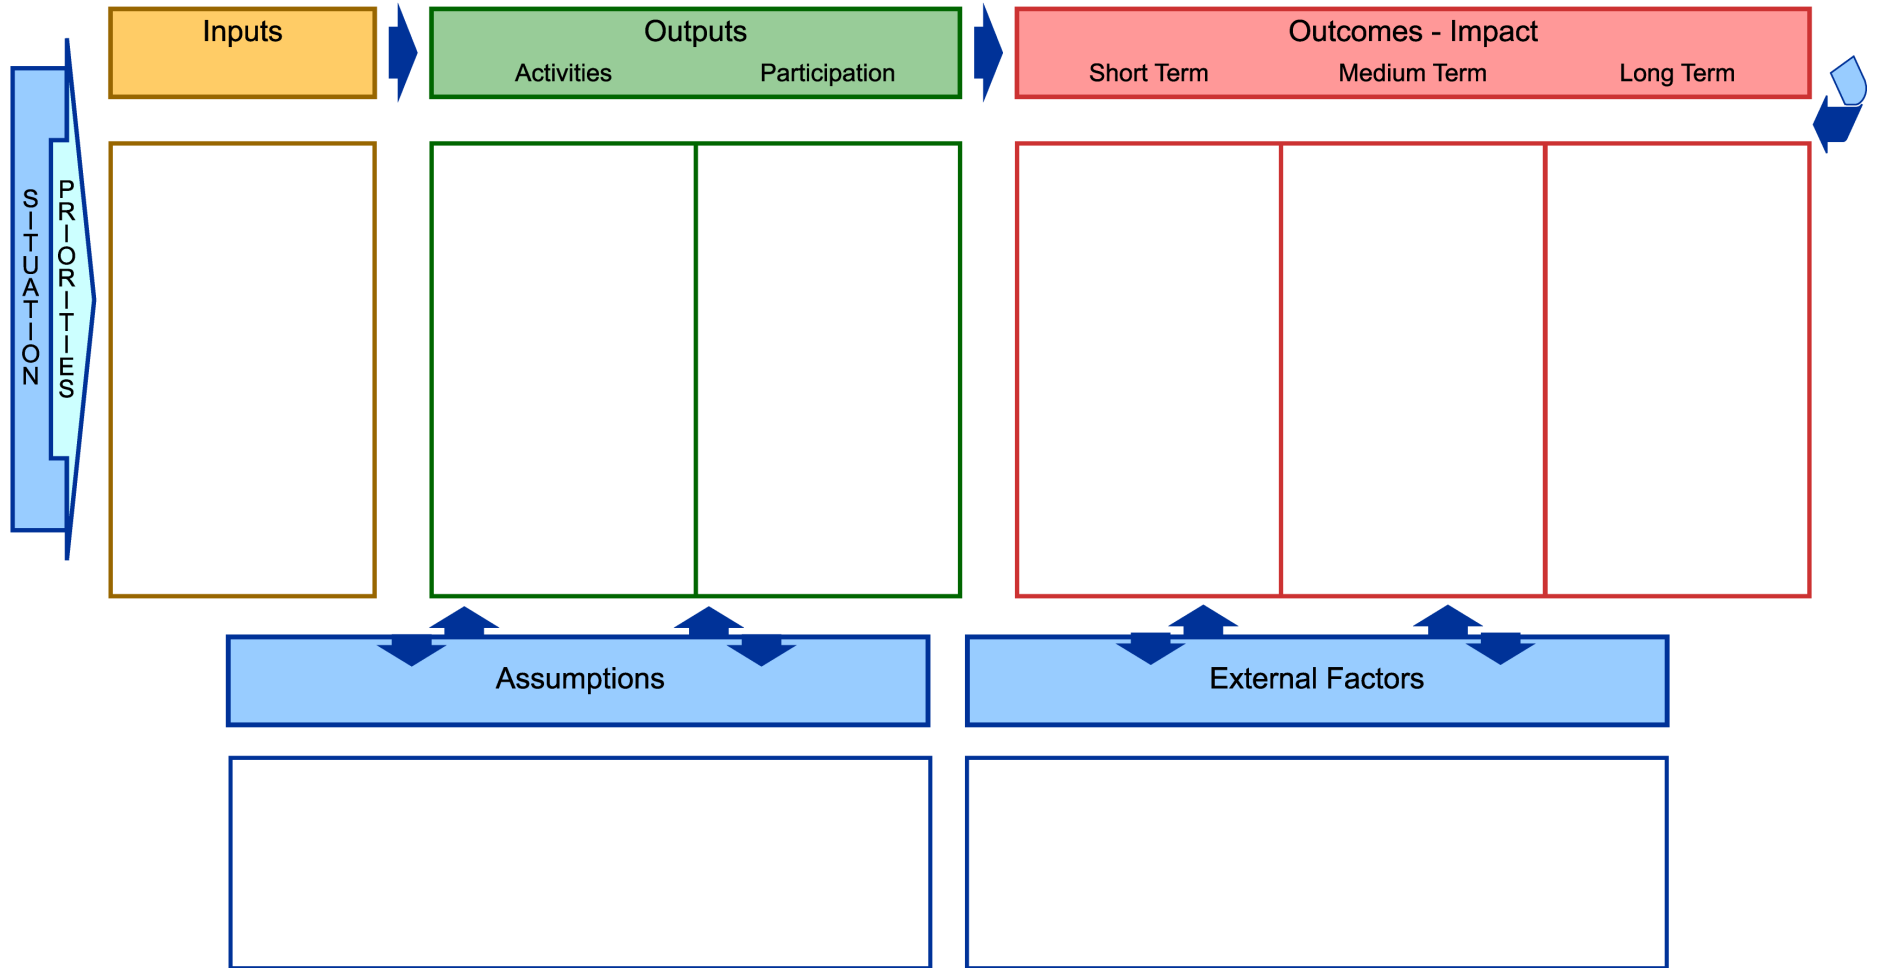 Inputs
Outputs
Outcomes - Impact
Activities
Participation
Short Term
Medium Term
Long Term
SITUATION
PRIORITIES
Assumptions
External Factors